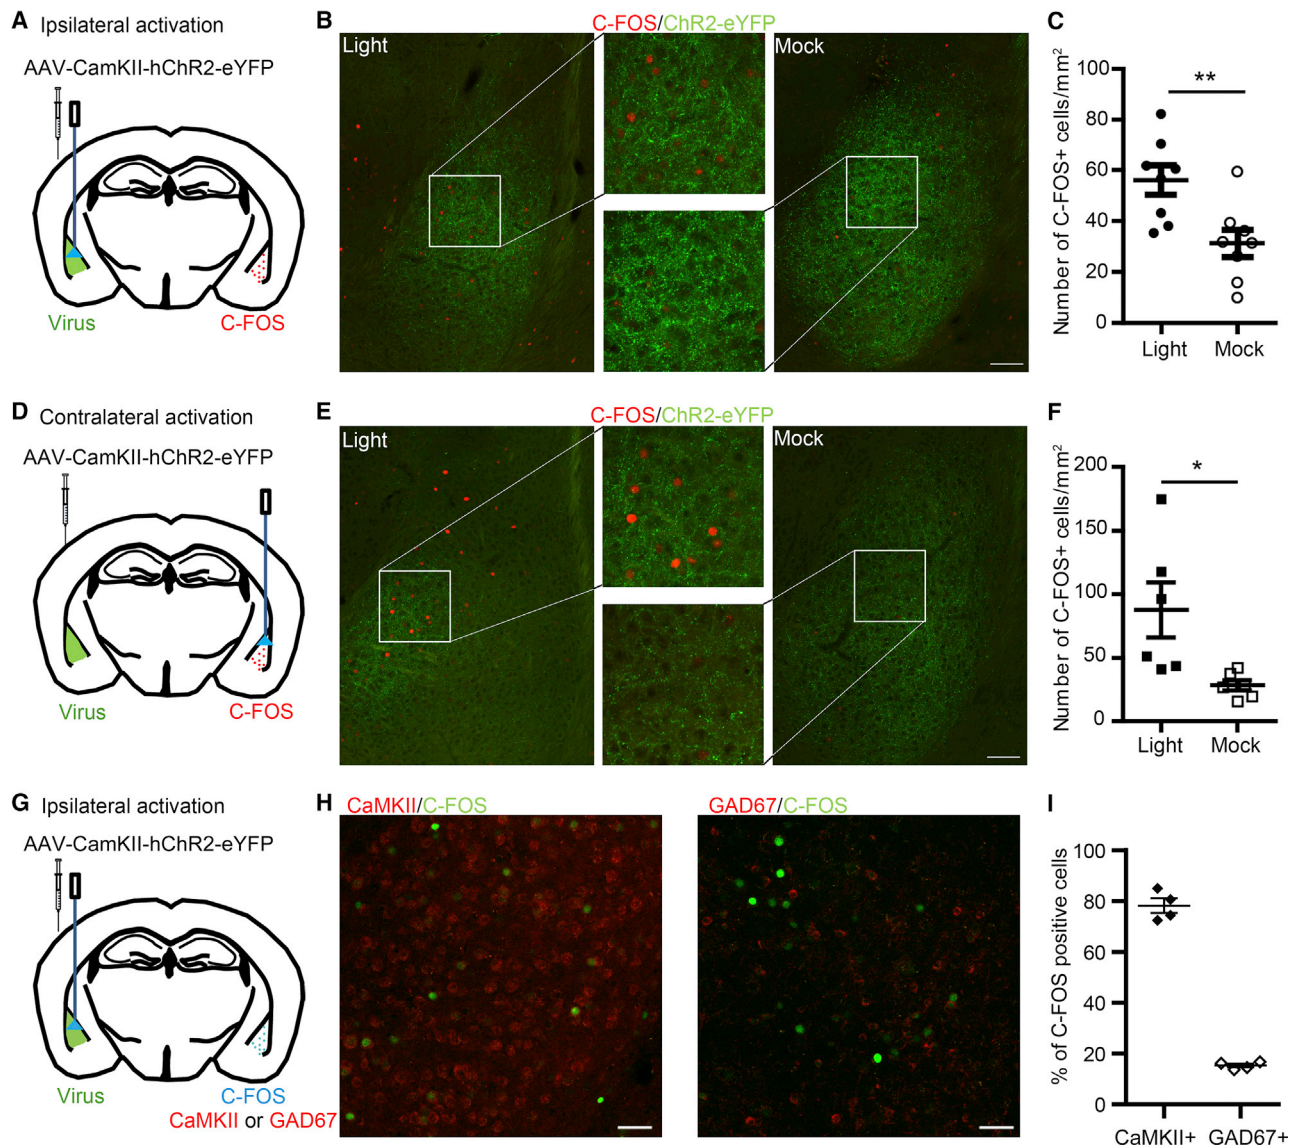 A Ipsilateral activation
AAV-CamKII-hChR2-eYFP
Virus
C-FOS
B
C-FOS/ChR2-eYFP
Light
Mock
C
Number of C-FOS+ cells/mm²
100
80
60
40
20
0
**
Light
Mock
D Contralateral activation
AAV-CamKII-hChR2-eYFP
Virus
C-FOS
E
C-FOS/ChR2-eYFP
Light
Mock
F
Number of C-FOS+ cells/mm²
200
150
100
50
0
*
Light
Mock
G Ipsilateral activation
AAV-CamKII-hChR2-eYFP
Virus
C-FOS
CaMKII or GAD67
H
CaMKII/C-FOS
GAD67/C-FOS
I
% of C-FOS positive cells
100
80
60
40
20
0
CaMKII+
GAD67+